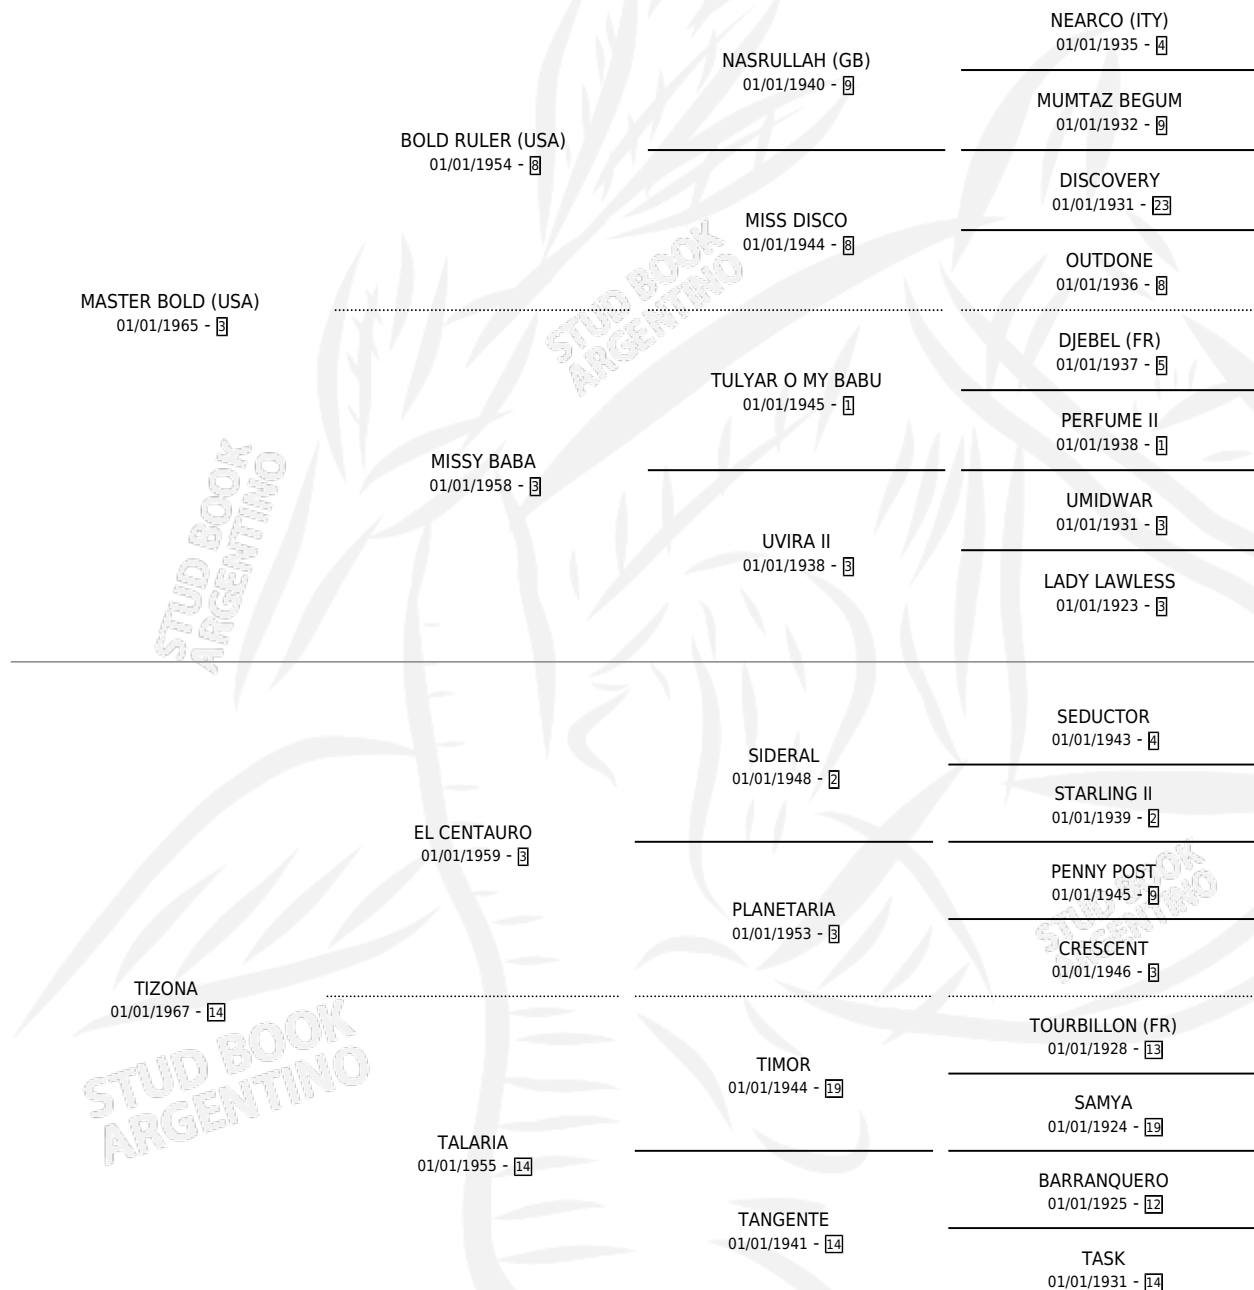 NEARCO (ITY)
01/01/1935 - 4
NASRULLAH (GB)
01/01/1940 - 9
MUMTAZ BEGUM
01/01/1932 - 9
BOLD RULER (USA)
01/01/1954 - 8
DISCOVERY
01/01/1931 - 23
MISS DISCO
01/01/1944 - 8
OUTDONE
01/01/1936 - 8
MASTER BOLD (USA)
01/01/1965 - 3
DJEBEL (FR)
01/01/1937 - 5
TULYAR O MY BABU
01/01/1945 - 1
PERFUME II
01/01/1938 - 1
MISSY BABA
01/01/1958 - 3
UMIDWAR
01/01/1931 - 3
UVIRA II
01/01/1938 - 3
LADY LAWLESS
01/01/1923 - 3
SEDUCTOR
01/01/1943 - 4
SIDERAL
01/01/1948 - 2
STARLING II
01/01/1939 - 2
EL CENTAURO
01/01/1959 - 3
PENNY POST
01/01/1945 - 9
PLANETARIA
01/01/1953 - 3
CRESCENT
01/01/1946 - 3
TIZONA
01/01/1967 - 14
TOURBILLON (FR)
01/01/1928 - 13
TIMOR
01/01/1944 - 19
SAMYA
01/01/1924 - 19
TALARIA
01/01/1955 - 14
BARRANQUERO
01/01/1925 - 12
TANGENTE
01/01/1941 - 14
TASK
01/01/1931 - 14
STUD BOOK
ARGENTINO
STUD BOOK
ARGENTINO
STUD BOOK
ARGENTINO
STUD BOOK
ARGENTINO